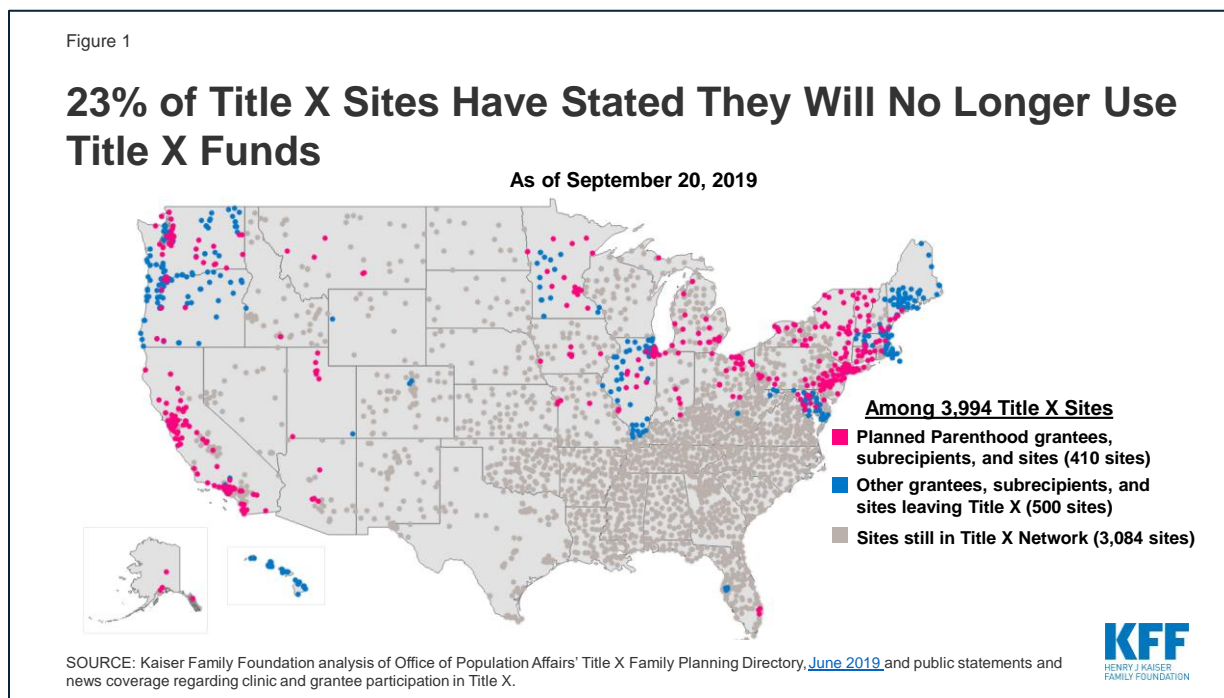 Figure 1
23% of Title X Sites Have Stated They Will No Longer Use
Title X Funds
As of September 20, 2019
Among 3,994 Title X Sites
Planned Parenthood grantees,
subrecipients, and sites (410 sites)
Other grantees, subrecipients, and
sites leaving Title X (500 sites)
Sites still in Title X Network (3,084 sites)
SOURCE: Kaiser Family Foundation analysis of Office of Population Affairs' Title X Family Planning Directory, June 2019 and public statements and
news coverage regarding clinic and grantee participation in Title X.
KFF
HENRY J KAISER
FAMILY FOUNDATION